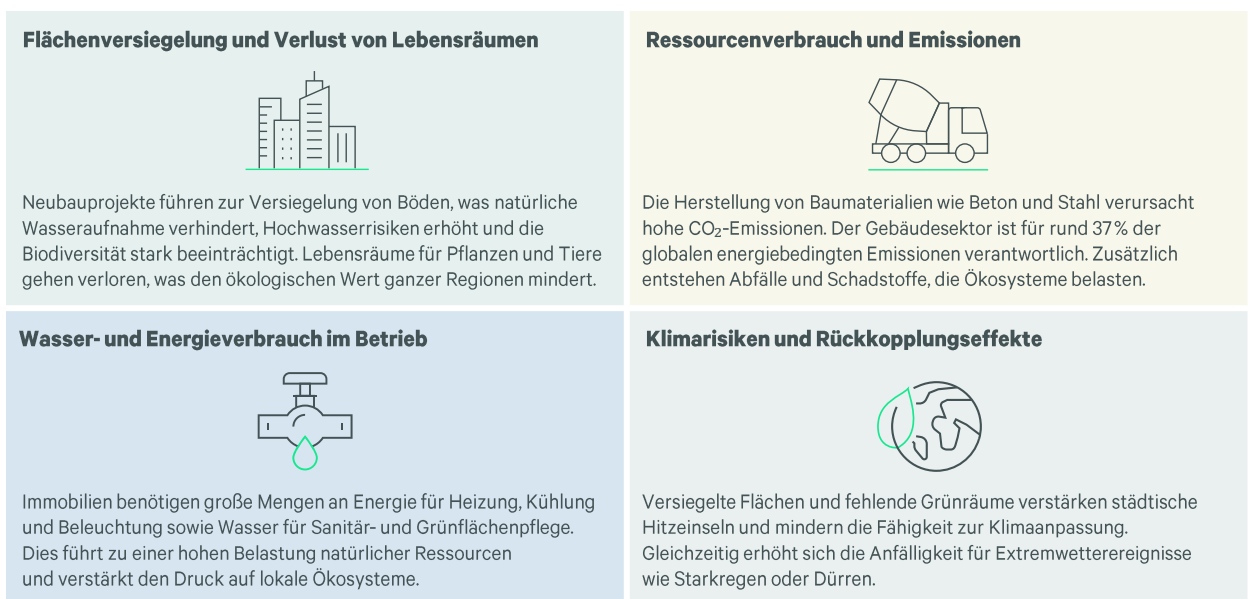 Flächenversiegelung und Verlust von Lebensräumen
Neubauprojekte führen zur Versiegelung von Böden, was natürliche
Wasseraufnahme verhindert, Hochwasserrisiken erhöht und die
Biodiversität stark beeinträchtigt. Lebensräume für Pflanzen und Tiere
gehen verloren, was den ökologischen Wert ganzer Regionen mindert.
Ressourcenverbrauch und Emissionen
Die Herstellung von Baumaterialien wie Beton und Stahl verursacht
hohe CO₂-Emissionen. Der Gebäudesektor ist für rund 37 % der
globalen energiebedingten Emissionen verantwortlich. Zusätzlich
entstehen Abfälle und Schadstoffe, die Ökosysteme belasten.
Wasser- und Energieverbrauch im Betrieb
Immobilien benötigen große Mengen an Energie für Heizung, Kühlung
und Beleuchtung sowie Wasser für Sanitär- und Grünflächenpflege.
Dies führt zu einer hohen Belastung natürlicher Ressourcen
und verstärkt den Druck auf lokale Ökosysteme.
Klimarisiken und Rückkopplungseffekte
Versiegelte Flächen und fehlende Grünräume verstärken städtische
Hitzeinseln und mindern die Fähigkeit zur Klimaanpassung.
Gleichzeitig erhöht sich die Anfälligkeit für Extremwetterereignisse
wie Starkregen oder Dürren.